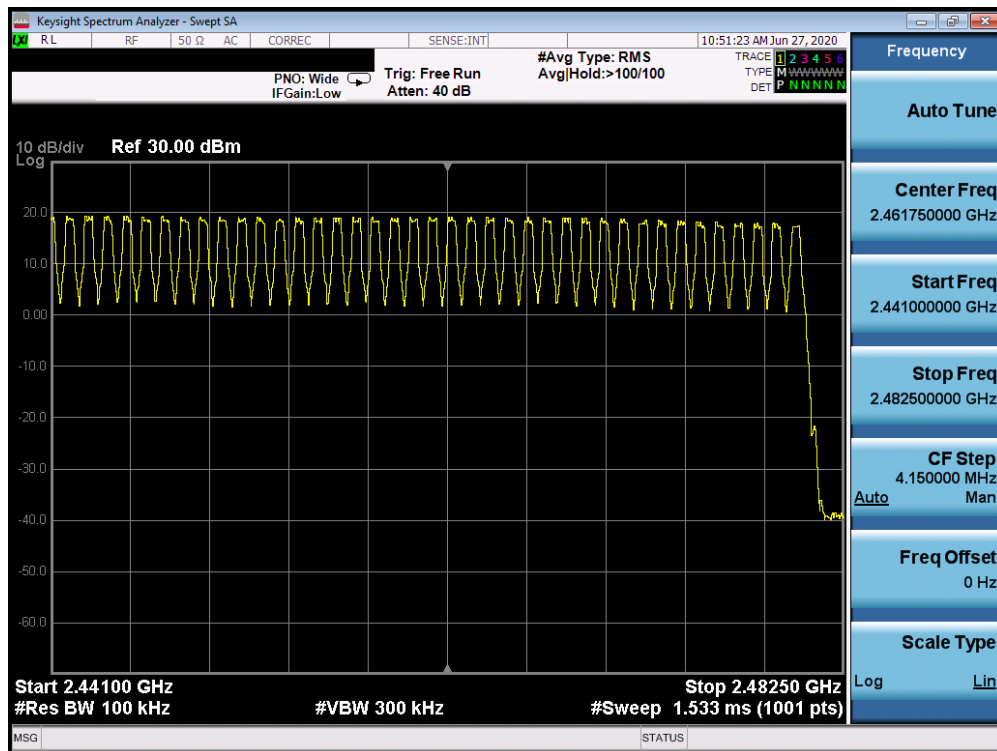 Keysight Spectrum Analyzer - Swept SA
LXI RL RF 50 Ω AC CORREC SENSE:INT 10:51:23 AM Jun 27, 2020
Frequency
PNO: Wide
IFGain:Low
Trig: Free Run
Atten: 40 dB
#Avg Type: RMS
Avg|Hold:>100/100
TRACE 1 2 3 4 5 6
TYPE M WWWWW
DET P N N N N N
Auto Tune
10 dB/div Ref 30.00 dBm
Log
20.0
10.0
0.00
-10.0
-20.0
-30.0
-40.0
-50.0
-60.0
Start 2.44100 GHz Stop 2.48250 GHz
#Res BW 100 kHz #VBW 300 kHz #Sweep 1.533 ms (1001 pts)
Center Freq
2.461750000 GHz
Start Freq
2.441000000 GHz
Stop Freq
2.482500000 GHz
CF Step
4.150000 MHz
Auto Man
Freq Offset
0 Hz
Scale Type
Log Lin
MSG STATUS